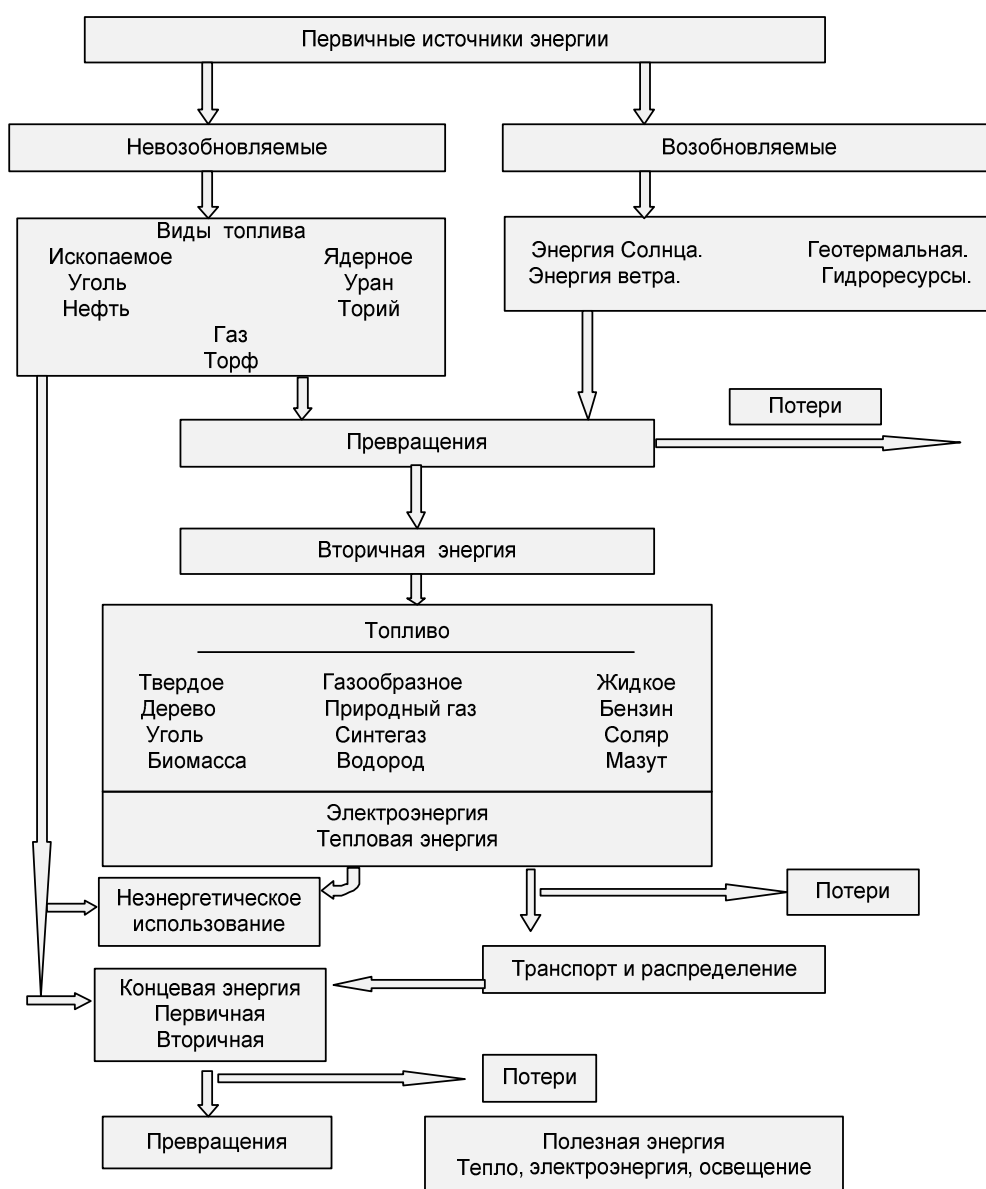 Первичные источники энергии
Невозобновляемые
Возобновляемые
Виды топлива
Ископаемое Ядерное
Уголь Уран
Нефть Торий
Газ
Торф
Энергия Солнца. Геотермальная.
Энергия ветра. Гидроресурсы.
Потери
Превращения
Вторичная энергия
Топливо
Твердое Газообразное Жидкое
Дерево Природный газ Бензин
Уголь Синтегаз Соляр
Биомасса Водород Мазут
Электроэнергия
Тепловая энергия
Неэнергетическое
использование
Потери
Транспорт и распределение
Концевая энергия
Первичная
Вторичная
Потери
Превращения
Полезная энергия
Тепло, электроэнергия, освещение